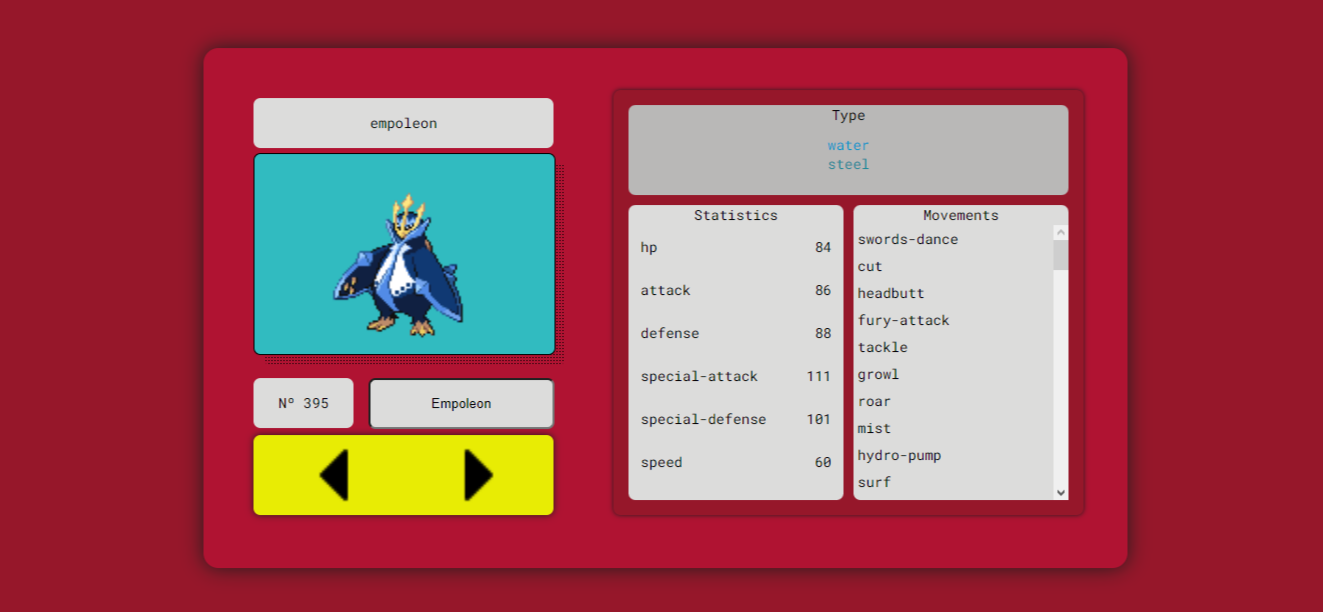 empoleon
Nº 395
Empoleon
Type
water
steel
Statistics
hp 84
attack 86
defense 88
special-attack 111
special-defense 101
speed 60
Movements
swords-dance
cut
headbutt
fury-attack
tackle
growl
roar
mist
hydro-pump
surf